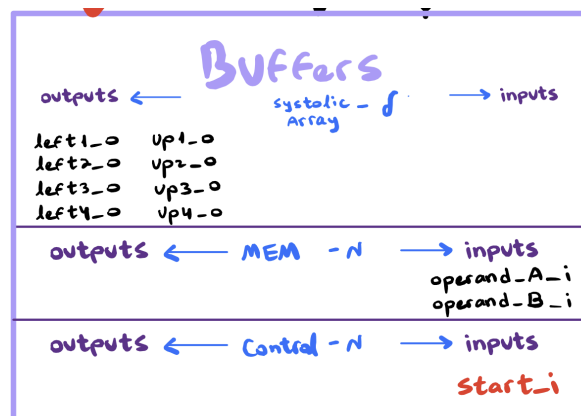 Buffers
outputs ← systolic_ → inputs
Array
left1_o up1_o
left2_o up2_o
left3_o up3_o
left4_o up4_o
outputs ← MEM - N → inputs
operand_A_i
operand_B_i
outputs ← Control - N → inputs
start_i